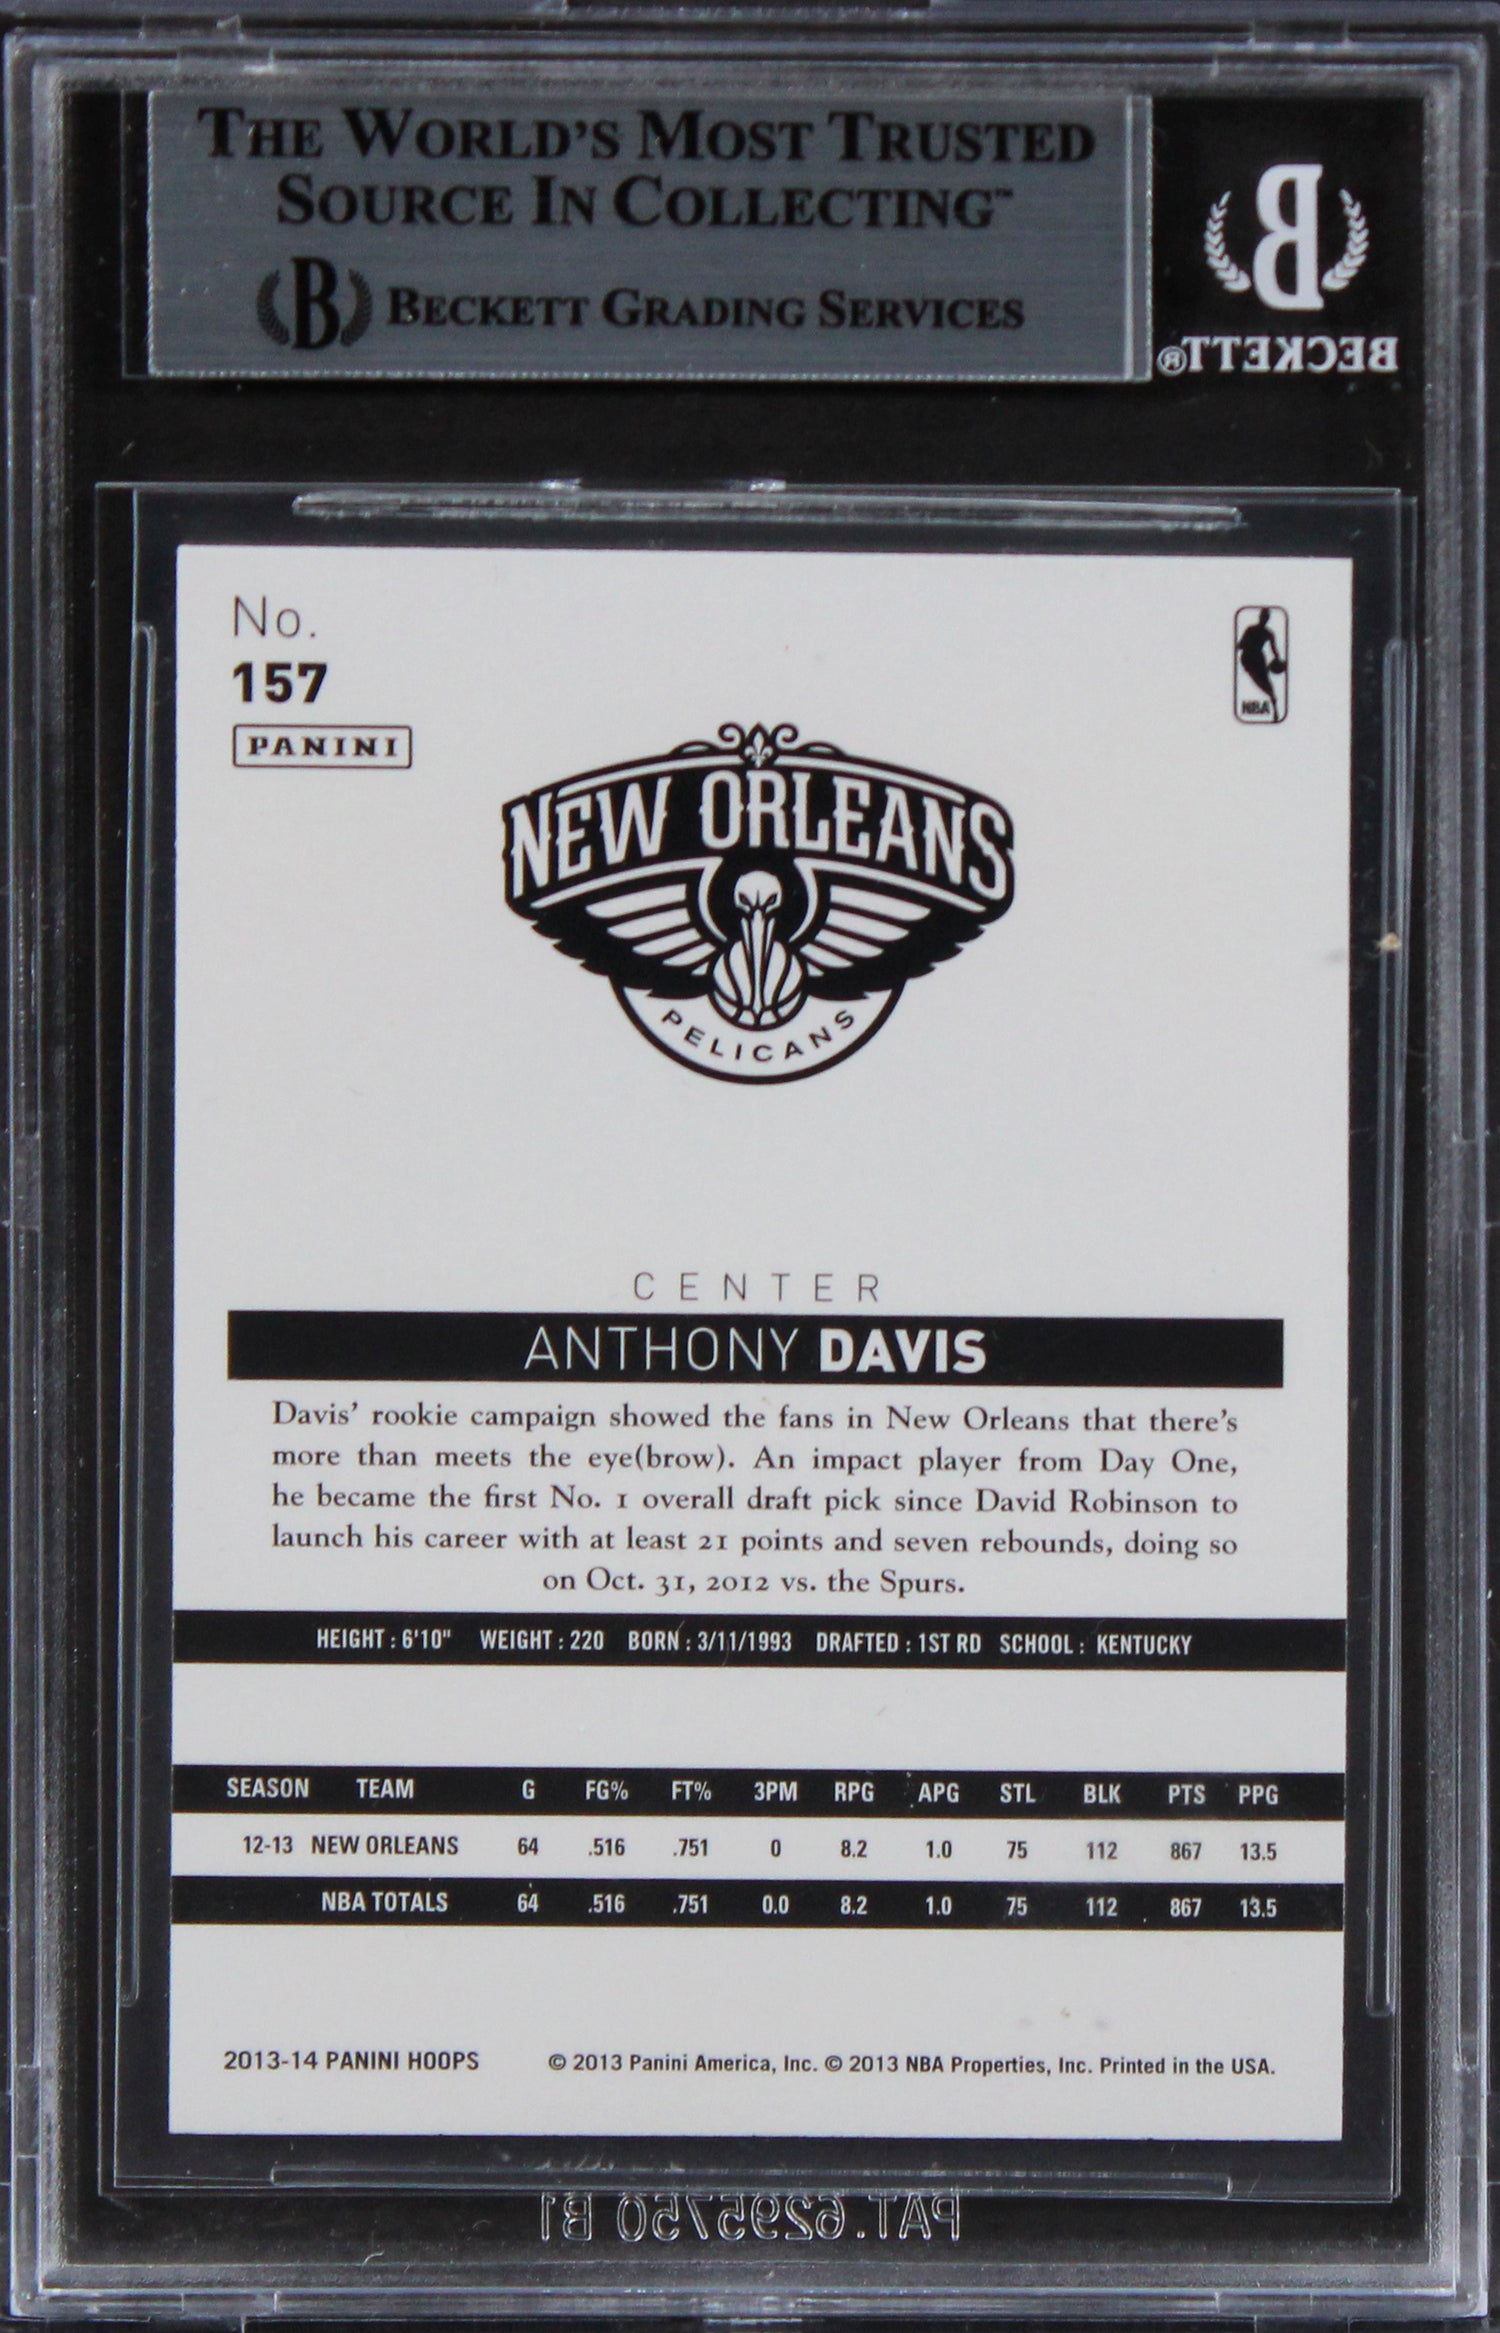 THE WORLD'S MOST TRUSTED
SOURCE IN COLLECTING™
B BECKETT GRADING SERVICES
B
BECKETT®
No.
157
PANINI
NBA
NEW ORLEANS
PELICANS
CENTER
ANTHONY DAVIS
Davis' rookie campaign showed the fans in New Orleans that there's
more than meets the eye(brow). An impact player from Day One,
he became the first No. 1 overall draft pick since David Robinson to
launch his career with at least 21 points and seven rebounds, doing so
on Oct. 31, 2012 vs. the Spurs.
HEIGHT : 6'10" WEIGHT : 220 BORN : 3/11/1993 DRAFTED : 1ST RD SCHOOL : KENTUCKY
SEASON TEAM G FG% FT% 3PM RPG APG STL BLK PTS PPG
12-13 NEW ORLEANS 64 .516 .751 0 8.2 1.0 75 112 867 13.5
NBA TOTALS 64 .516 .751 0.0 8.2 1.0 75 112 867 13.5
2013-14 PANINI HOOPS © 2013 Panini America, Inc. © 2013 NBA Properties, Inc. Printed in the USA.
PAT. 6295750 B1